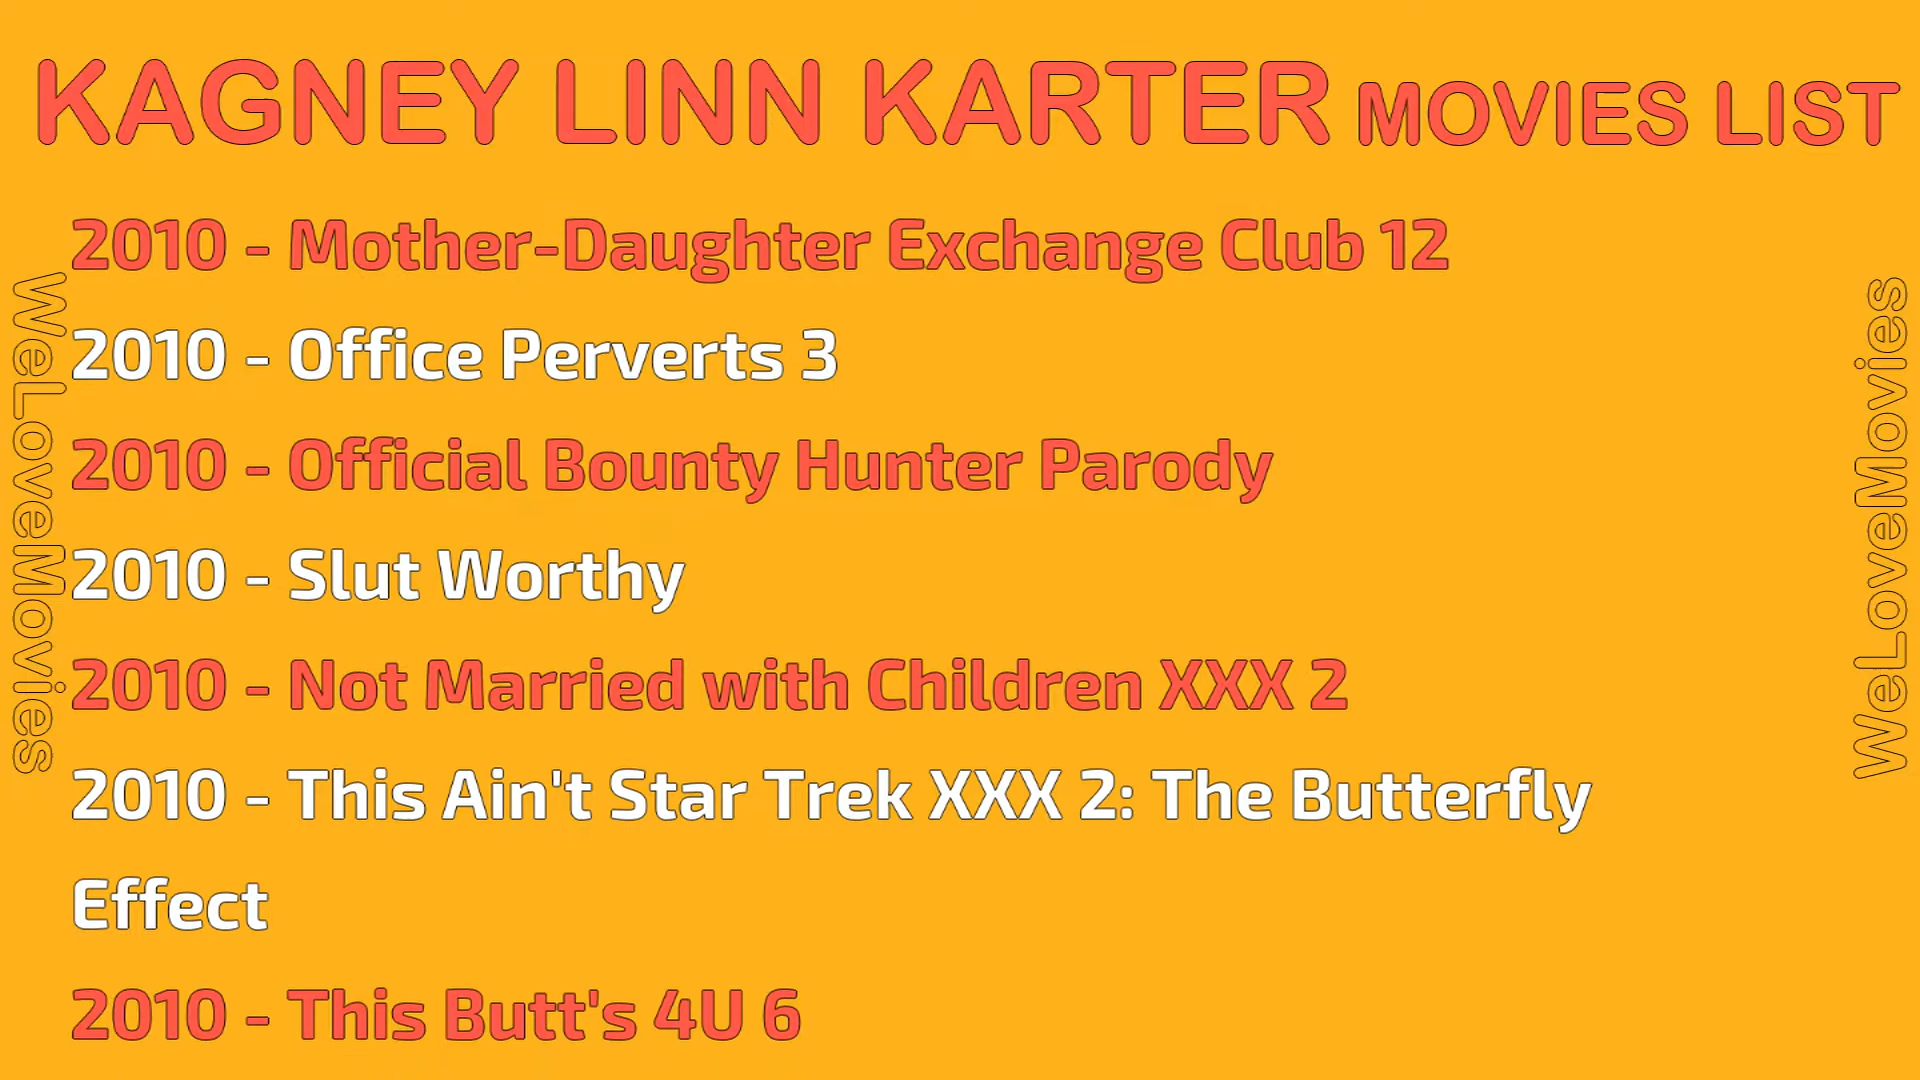 KAGNEY LINN KARTER MOVIES LIST
2010 - Mother-Daughter Exchange Club 12
2010 - Office Perverts 3
2010 - Official Bounty Hunter Parody
2010 - Slut Worthy
2010 - Not Married with Children XXX 2
2010 - This Ain't Star Trek XXX 2: The Butterfly
Effect
2010 - This Butt's 4U 6
WeLoveMovies
WeLoveMovies